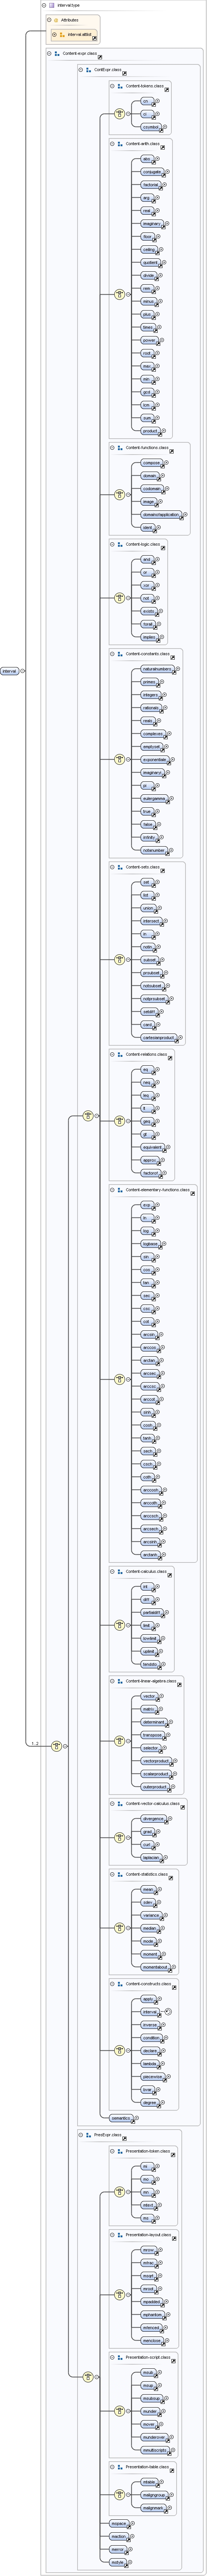 interval.type
Attributes
interval.attlist
Content-expr.class
ContExpr.class
Content-tokens.class
cn
ci
csymbol
Content-arith.class
abs
conjugate
factorial
arg
real
imaginary
floor
ceiling
quotient
divide
rem
minus
plus
times
power
root
max
min
gcd
lcm
sum
product
Content-functions.class
compose
domain
codomain
image
domainofapplication
ident
Content-logic.class
and
or
xor
not
exists
forall
implies
interval
Content-constants.class
naturalnumbers
primes
integers
rationals
reals
complexes
emptyset
exponentiale
imaginaryi
pi
eulergamma
true
false
infinity
notanumber
Content-sets.class
set
list
union
intersect
in
notin
subset
prsubset
notsubset
notprsubset
setdiff
card
cartesianproduct
Content-relations.class
eq
neq
leq
lt
geq
gt
equivalent
approx
factorof
Content-elementary-functions.class
exp
ln
log
logbase
sin
cos
tan
sec
csc
cot
arcsin
arccos
arctan
arcsec
arccsc
arccot
sinh
cosh
tanh
sech
csch
coth
arccosh
arccoth
arccsch
arcsech
arcsinh
arctanh
Content-calculus.class
int
diff
partialdiff
limit
lowlimit
uplimit
tendsto
Content-linear-algebra.class
vector
matrix
determinant
transpose
selector
vectorproduct
scalarproduct
outerproduct
1..2
Content-vector-calculus.class
divergence
grad
curl
laplacian
Content-statistics.class
mean
sdev
variance
median
mode
moment
momentabout
Content-constructs.class
apply
interval
inverse
condition
declare
lambda
piecewise
bvar
degree
semantics
PresExpr.class
Presentation-token.class
mi
mo
mn
mtext
ms
Presentation-layout.class
mrow
mfrac
msqrt
mroot
mpadded
mphantom
mfenced
menclose
Presentation-script.class
msub
msup
msubsup
munder
mover
munderover
mmultiscripts
Presentation-table.class
mtable
maligngroup
malignmark
mspace
maction
merror
mstyle